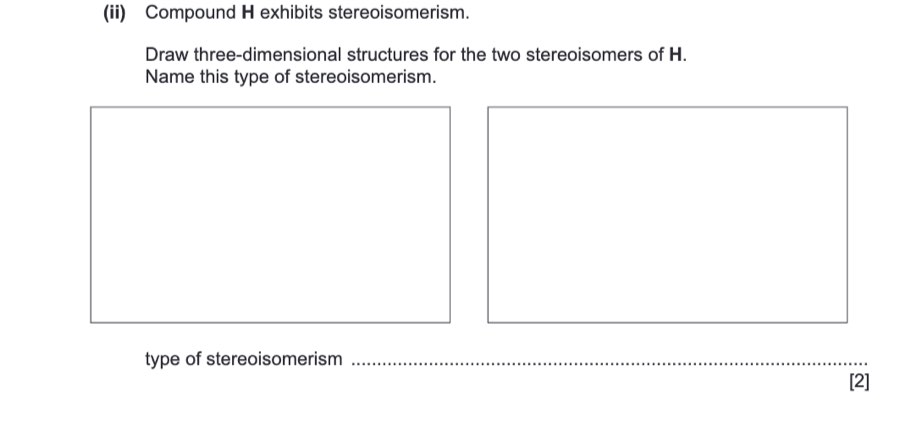 (ii) Compound H exhibits stereoisomerism.
Draw three-dimensional structures for the two stereoisomers of H.
Name this type of stereoisomerism.
type of stereoisomerism ..........................................................................................
[2]